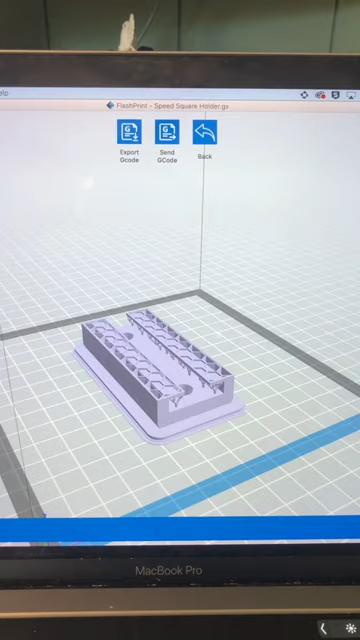 elp
FlashPrint - Speed Square Holder.gx
Export
Gcode
Send
GCode
Back
MacBook Pro